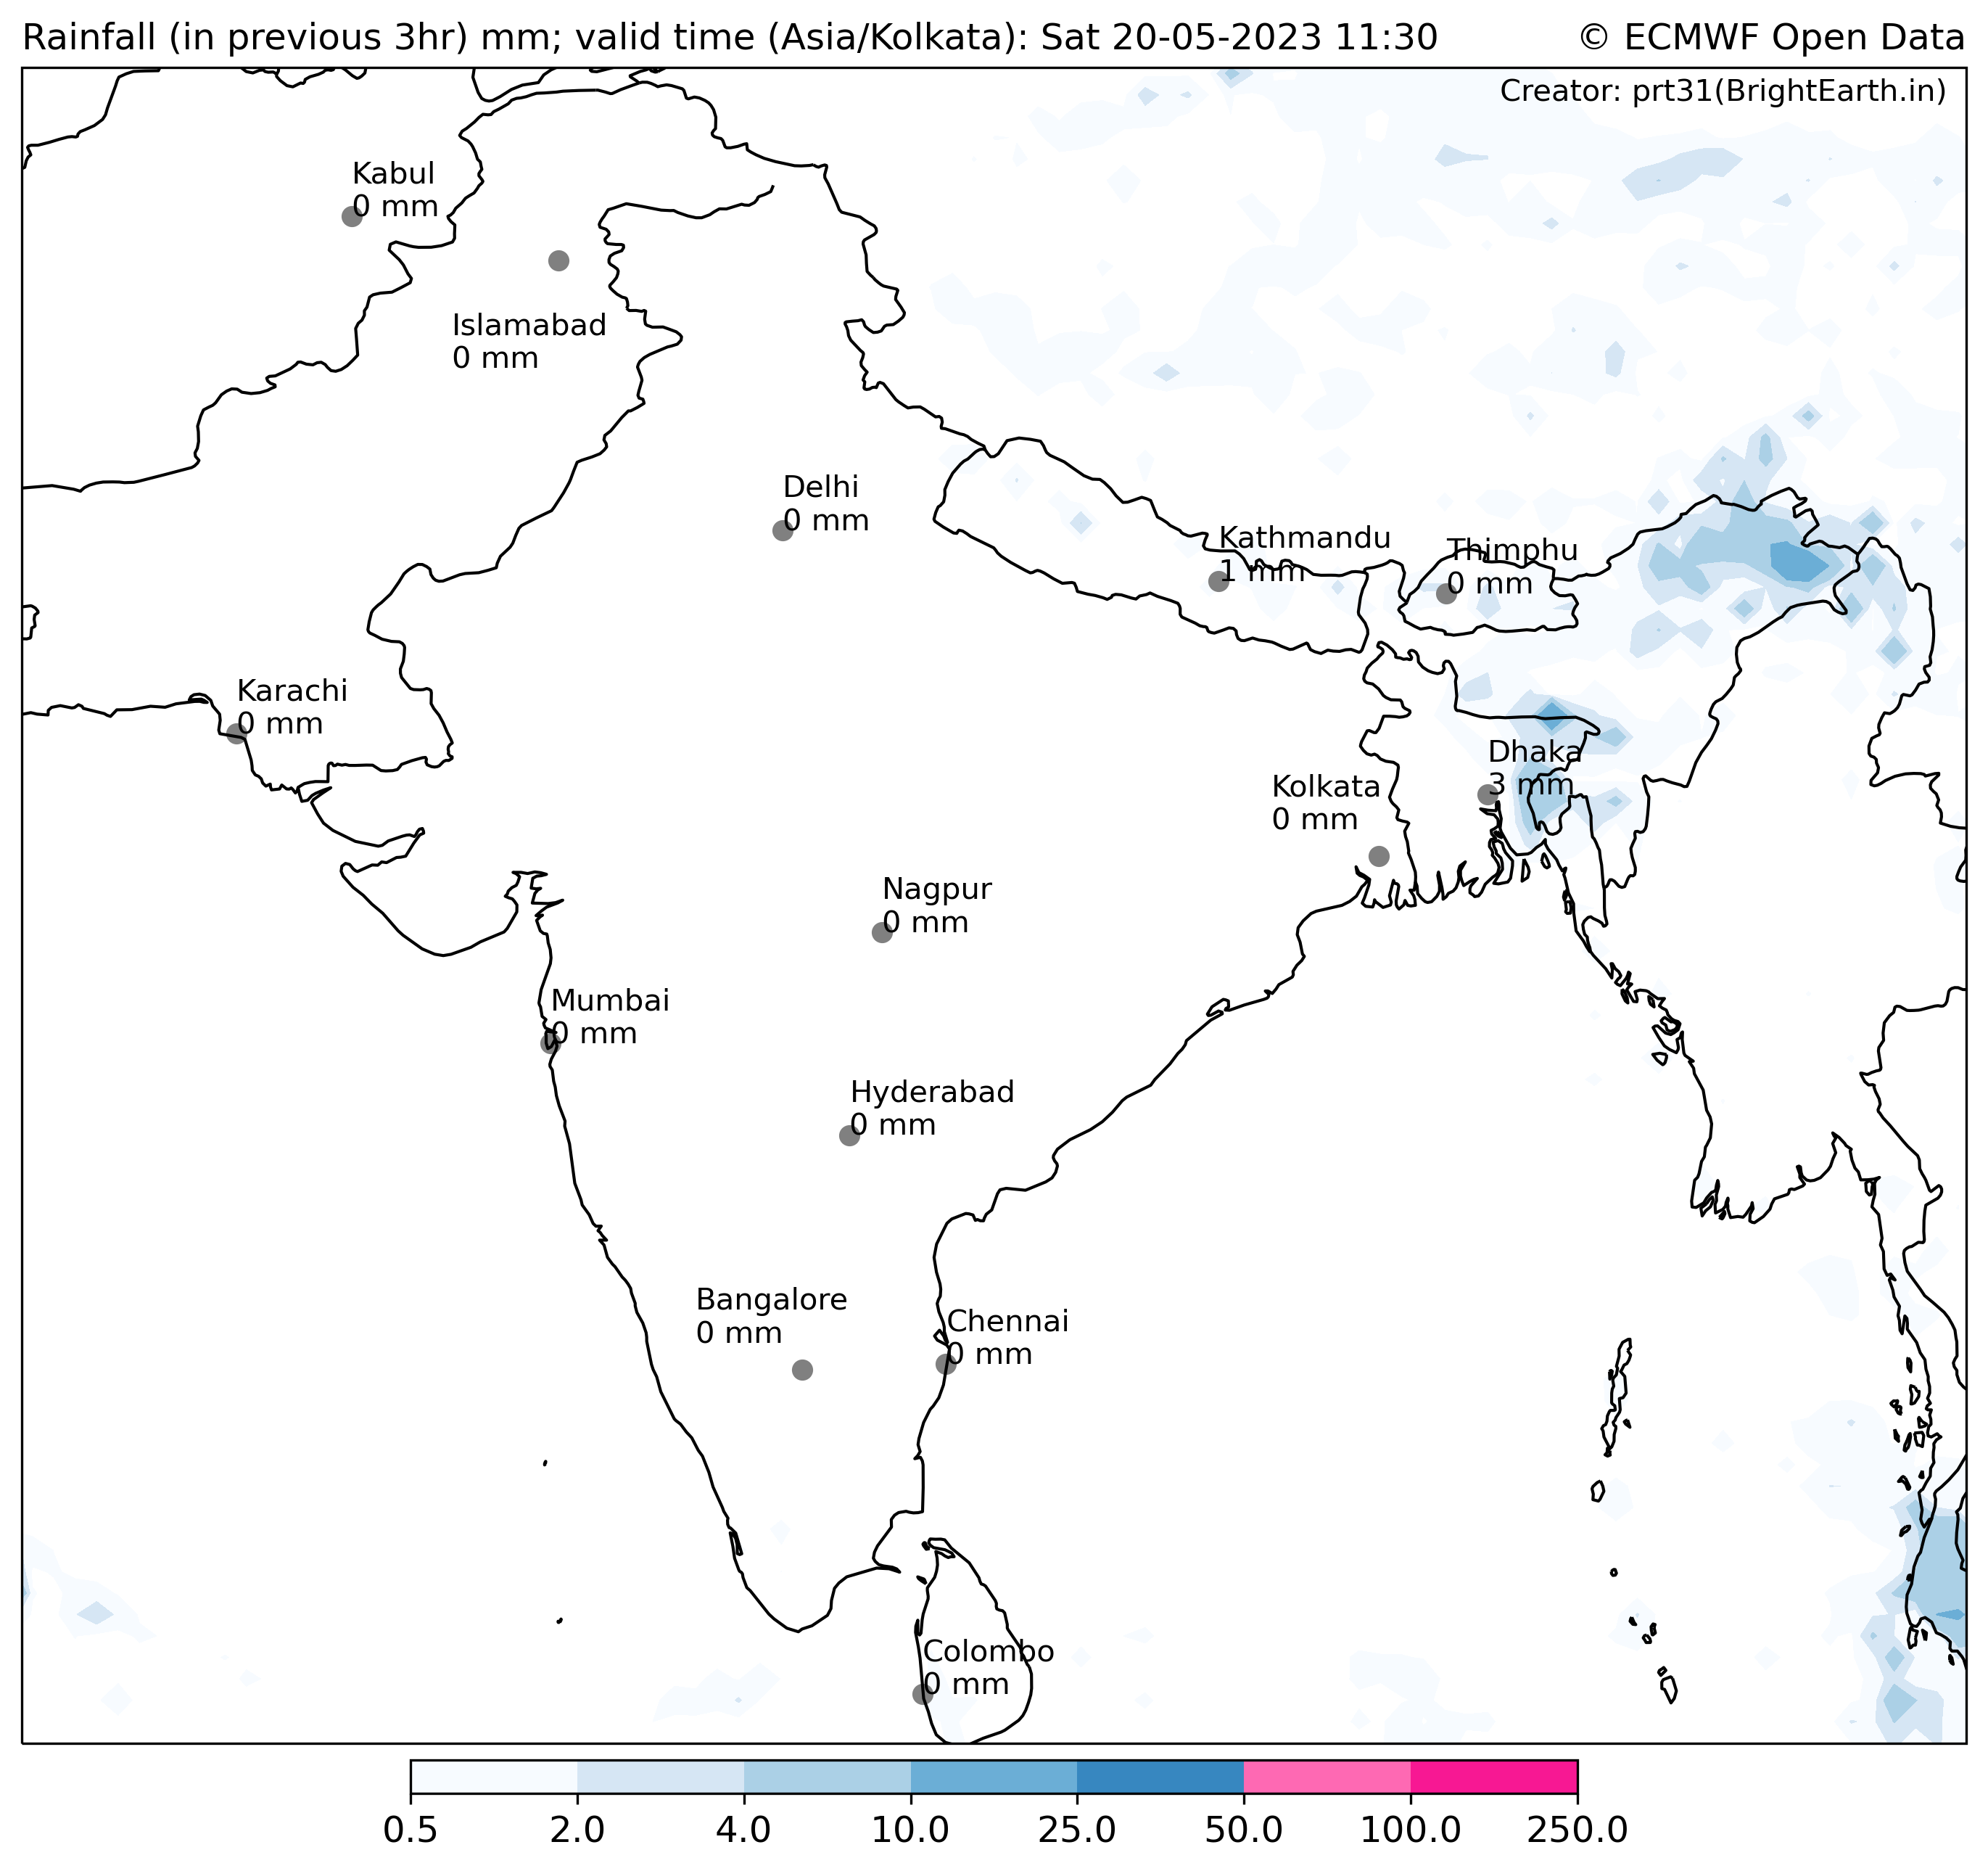 Rainfall (in previous 3hr) mm; valid time (Asia/Kolkata): Sat 20-05-2023 11:30
© ECMWF Open Data
Creator: prt31(BrightEarth.in)
Kabul
0 mm
Islamabad
0 mm
Delhi
0 mm
Kathmandu
1 mm
Thimphu
0 mm
Karachi
0 mm
Dhaka
3 mm
Kolkata
0 mm
Nagpur
0 mm
Mumbai
0 mm
Hyderabad
0 mm
Bangalore
0 mm
Chennai
0 mm
Colombo
0 mm
0.5 2.0 4.0 10.0 25.0 50.0 100.0 250.0